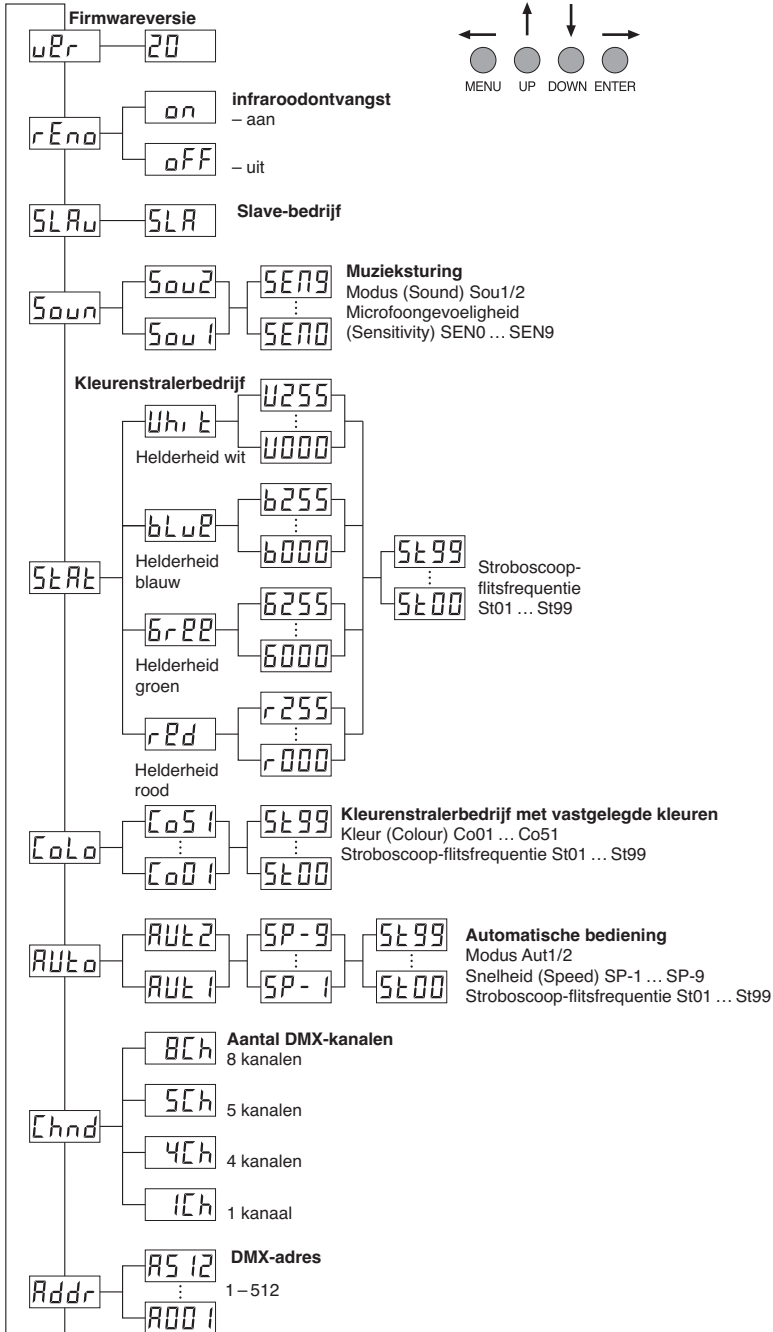 Firmwareversie
vEr 20
MENU UP DOWN ENTER
infraroodontvangst
on – aan
rEno
oFF – uit
SLAv SLA Slave-bedrijf
Muzieksturing
Sou2 SEN9 Modus (Sound) Sou1/2
Soun Microfoongevoeligheid
Sou1 SEN0 (Sensitivity) SEN0 … SEN9
Kleurenstralerbedrijf
U255
Uhit
Helderheid wit U000
b255
bLuE
b000
Helderheid
blauw
StAt
St99
St00
Stroboscoop-
flitsfrequentie
St01 … St99
G255
GrEE
G000
Helderheid
groen
r255
rEd
r000
Helderheid
rood
Kleurenstralerbedrijf met vastgelegde kleuren
Co51 St99 Kleur (Colour) Co01 … Co51
CoLo
Co01 St00 Stroboscoop-flitsfrequentie St01 … St99
AUt2 SP-9 St99 Automatische bediening
AUto Modus Aut1/2
AUt1 SP-1 St00 Snelheid (Speed) SP-1 … SP-9
Stroboscoop-flitsfrequentie St01 … St99
Aantal DMX-kanalen
8Ch 8 kanalen
5Ch 5 kanalen
Chnd
4Ch 4 kanalen
1Ch 1 kanaal
DMX-adres
A512
Addr 1 – 512
A001